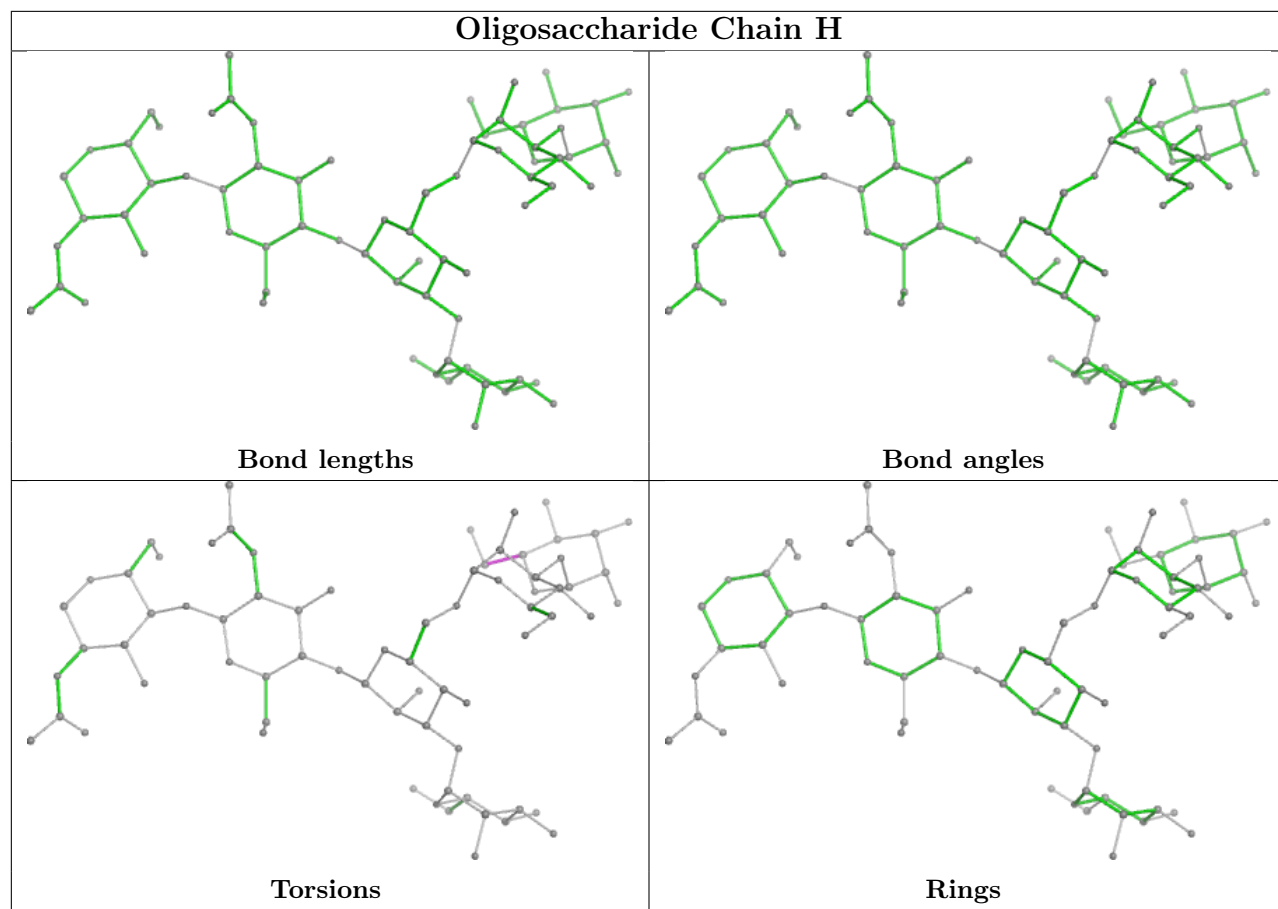 Oligosaccharide Chain H
Bond lengths
Bond angles
Torsions
Rings